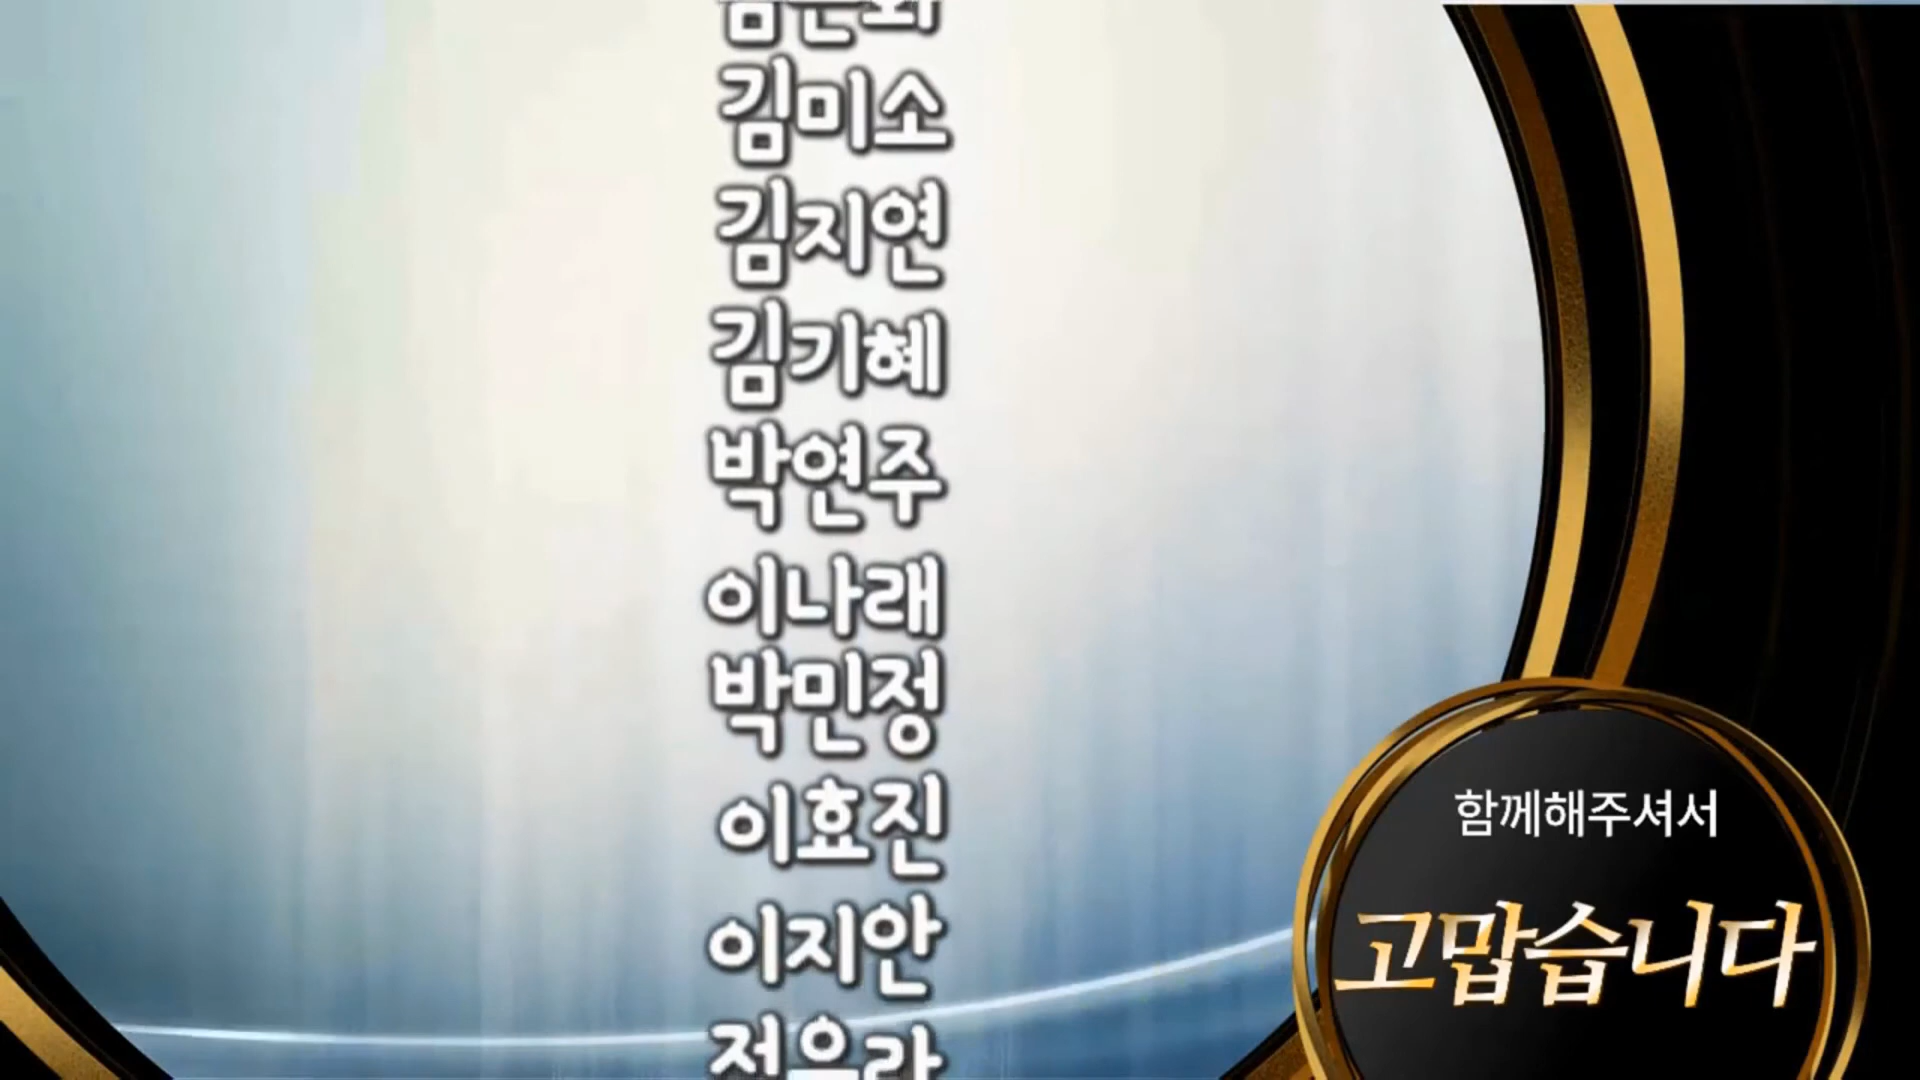 김미소
김지연
김기혜
박연주
이나래
박민정
이효진
이지안
함께해주셔서
고맙습니다